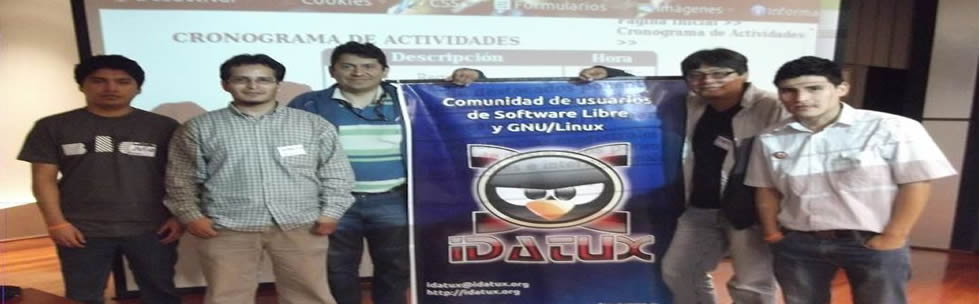 Cookies
CSS
Formularios
Imágenes
Informa
Página Inicial >>
CRONOGRAMA DE ACTIVIDADES
Cronograma de Actividades
>>
Descripción
Hora
Comunidad de usuarios
de Software Libre
y GNU/Linux
iDATUX
idatux@idatux.org
http://idatux.org